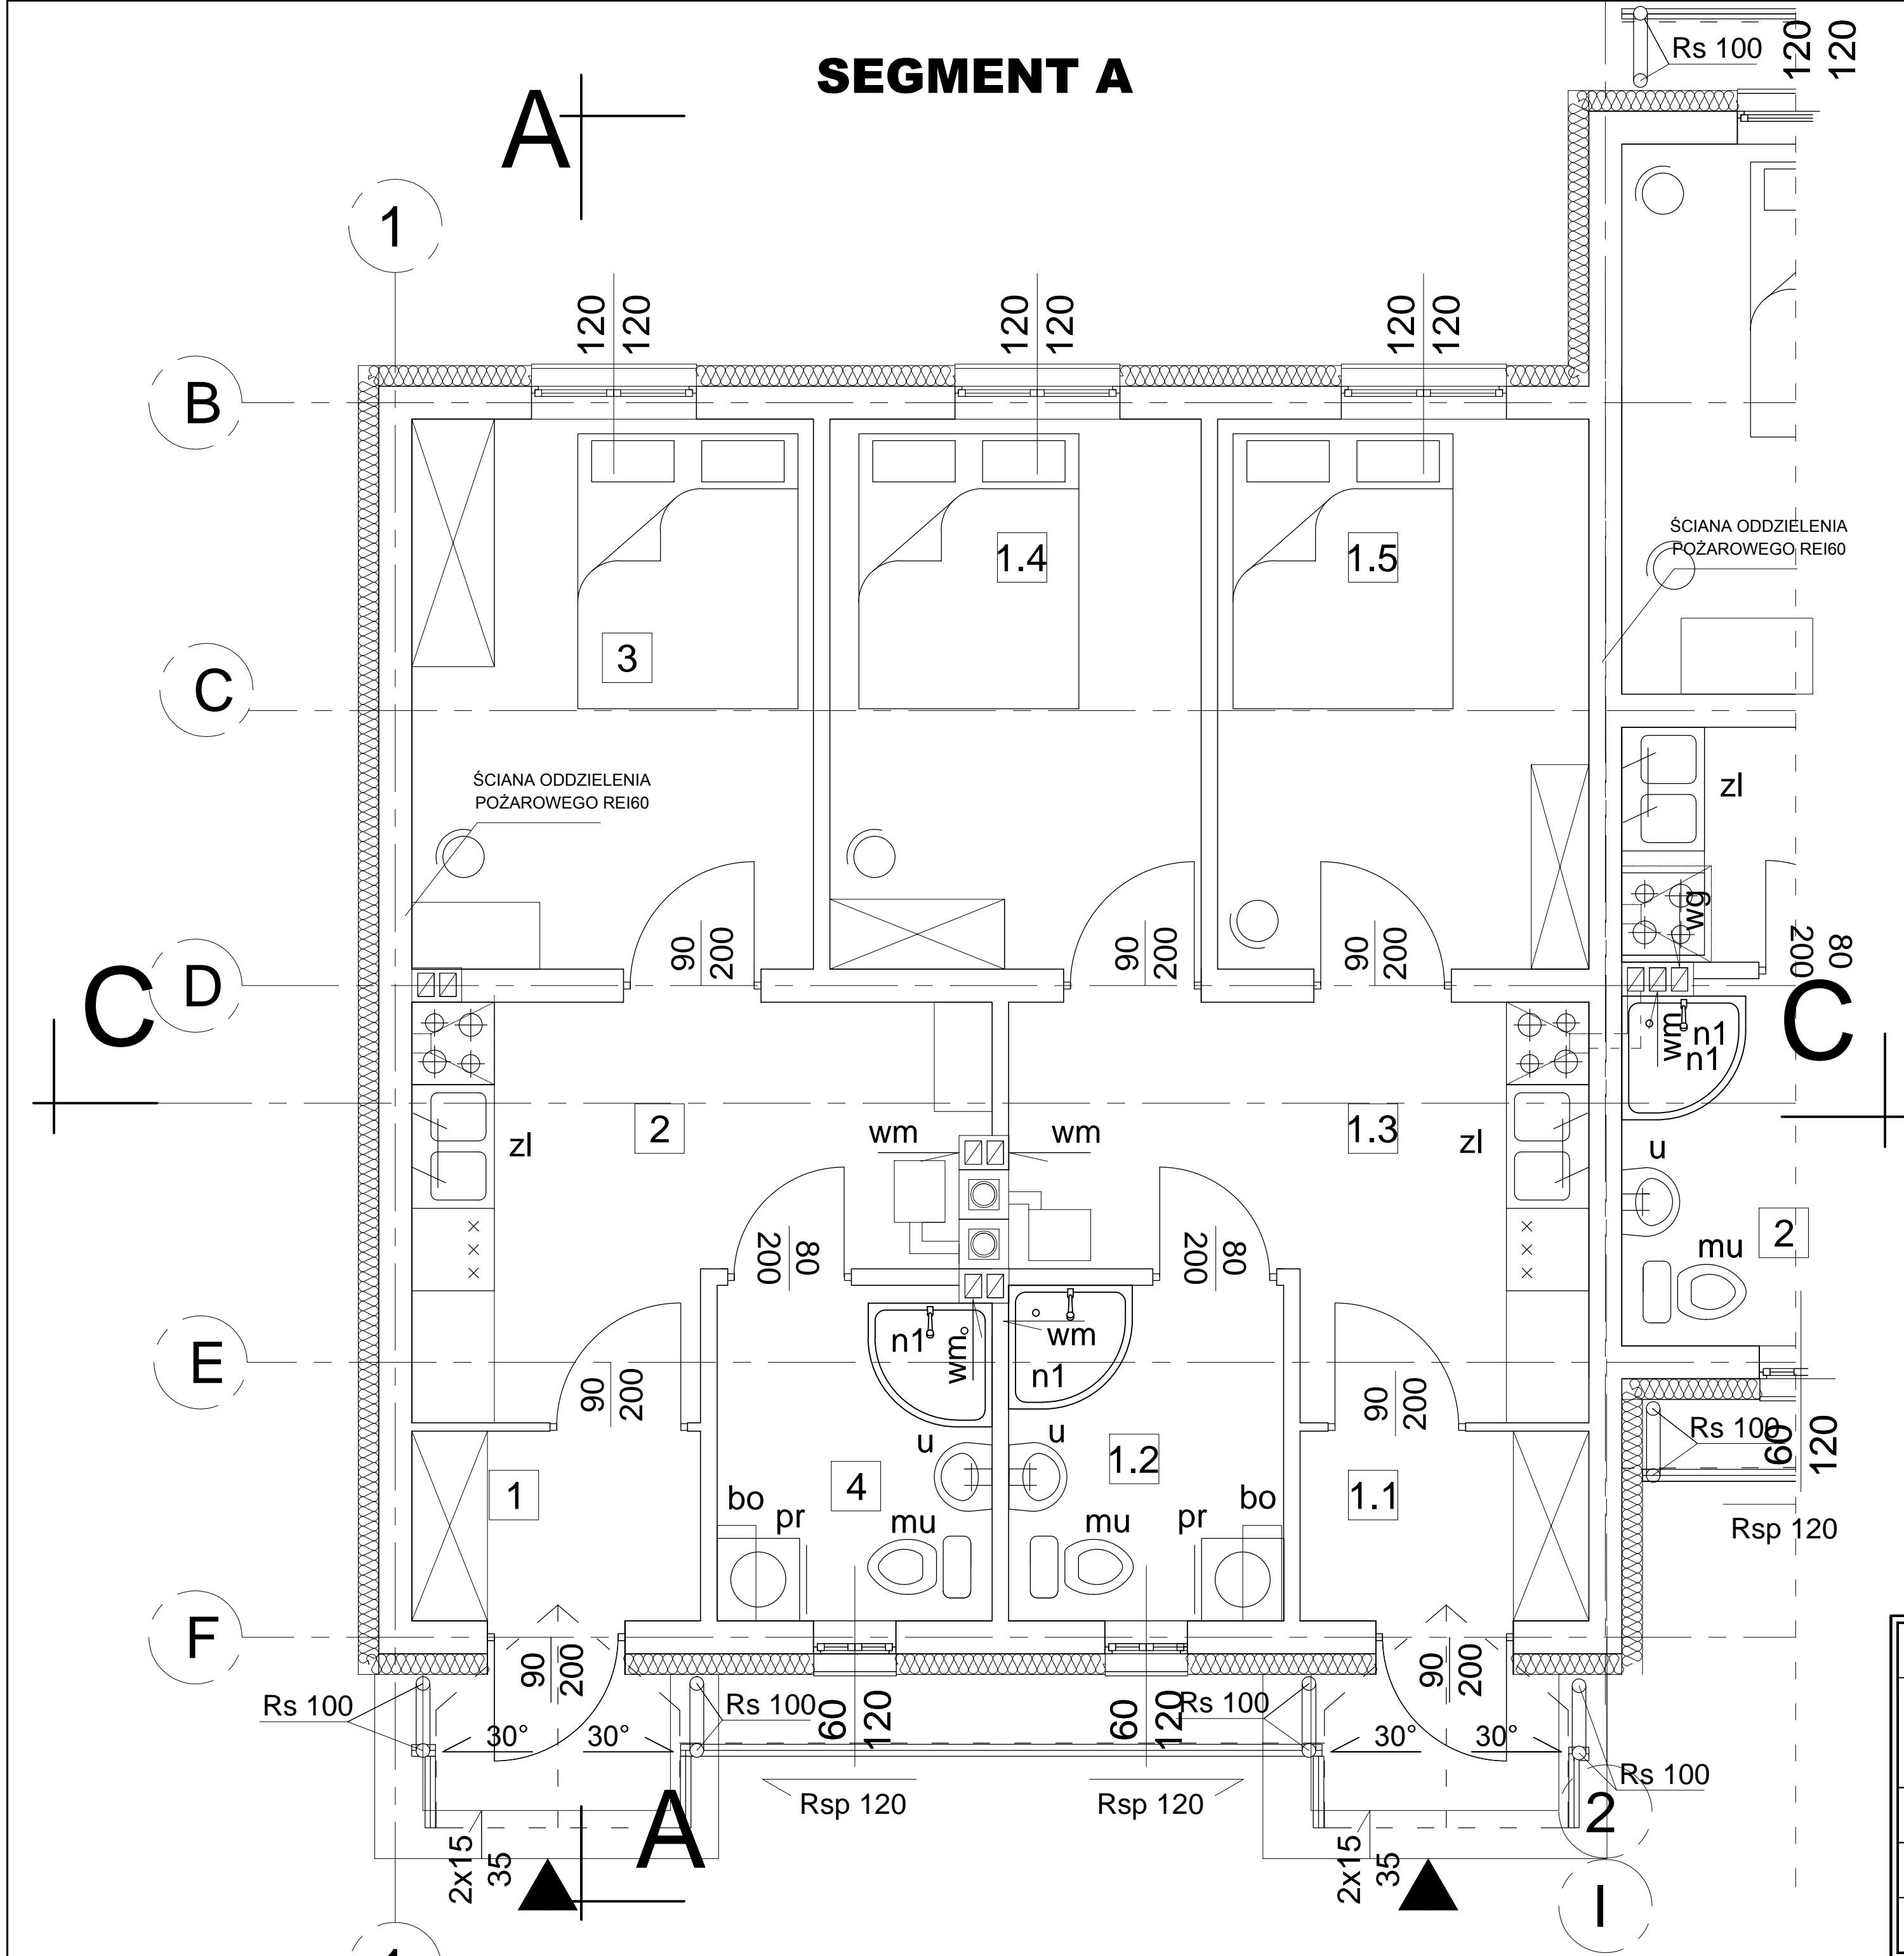 SEGMENT A
Rs 100
120
120
A
1
120
120
120
120
120
120
B
ŚCIANA ODDZIELENIA
POŻAROWEGO REI60
1.4
1.5
3
C
ŚCIANA ODDZIELENIA
POŻAROWEGO REI60
zl
wg
90
200
90
200
90
200
80
200
C
D
C
wm
n1
n1
2
wm
wm
1.3
zl
zl
u
80
200
80
200
2
mu
E
n1
wm
wm
n1
90
200
90
200
Rs 100
60
120
u
u
1
4
1.2
1.1
bo
pr
mu
mu
pr
bo
Rsp 120
F
90
200
90
200
Rs 100
Rs 100
60
120
60
120
Rs 100
30°
30°
30°
30°
Rs 100
Rsp 120
Rsp 120
2
A
2x15
35
2x15
35
I
1